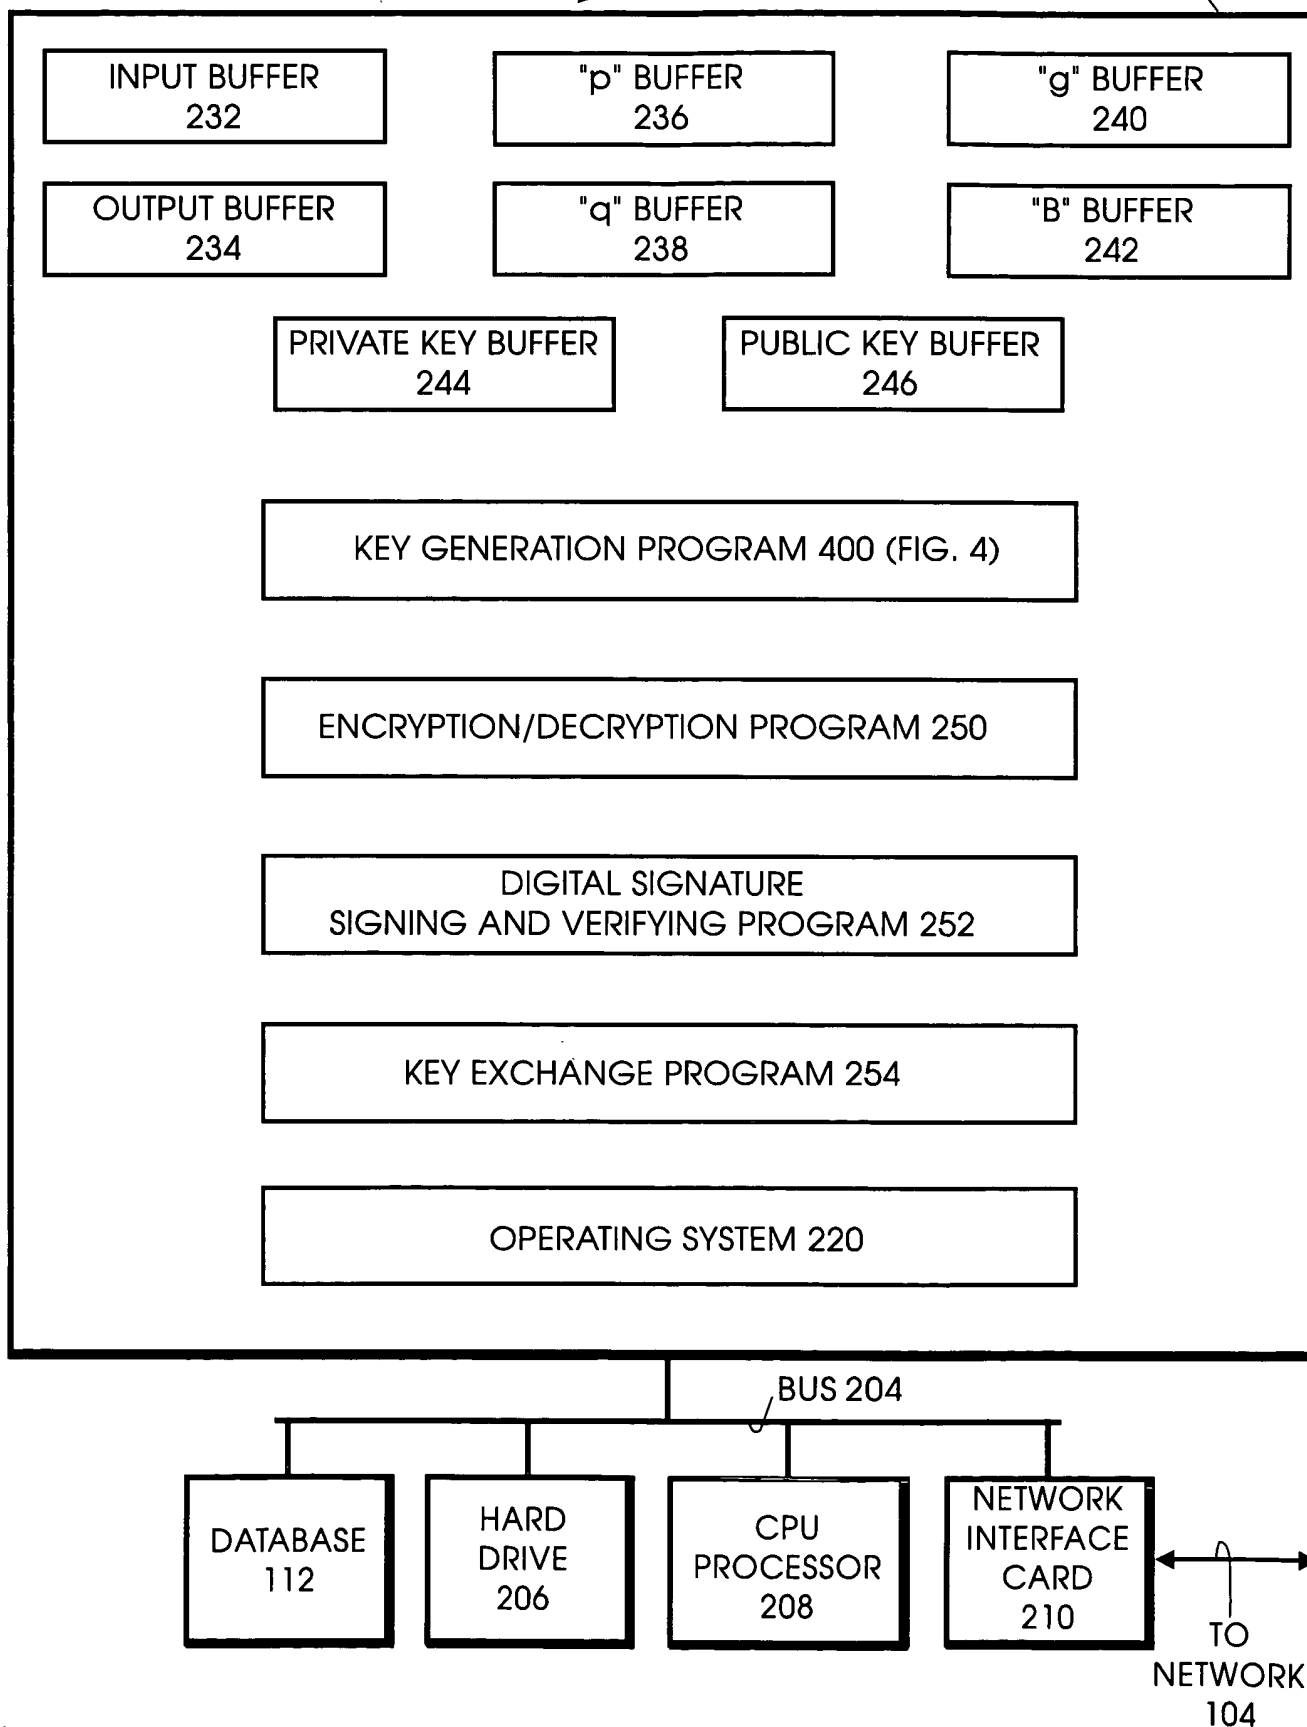 INPUT BUFFER
232
"p" BUFFER
236
"g" BUFFER
240
OUTPUT BUFFER
234
"q" BUFFER
238
"B" BUFFER
242
PRIVATE KEY BUFFER
244
PUBLIC KEY BUFFER
246
KEY GENERATION PROGRAM 400 (FIG. 4)
ENCRYPTION/DECRYPTION PROGRAM 250
DIGITAL SIGNATURE
SIGNING AND VERIFYING PROGRAM 252
KEY EXCHANGE PROGRAM 254
OPERATING SYSTEM 220
BUS 204
DATABASE
112
HARD
DRIVE
206
CPU
PROCESSOR
208
NETWORK
INTERFACE
CARD
210
TO
NETWORK
104